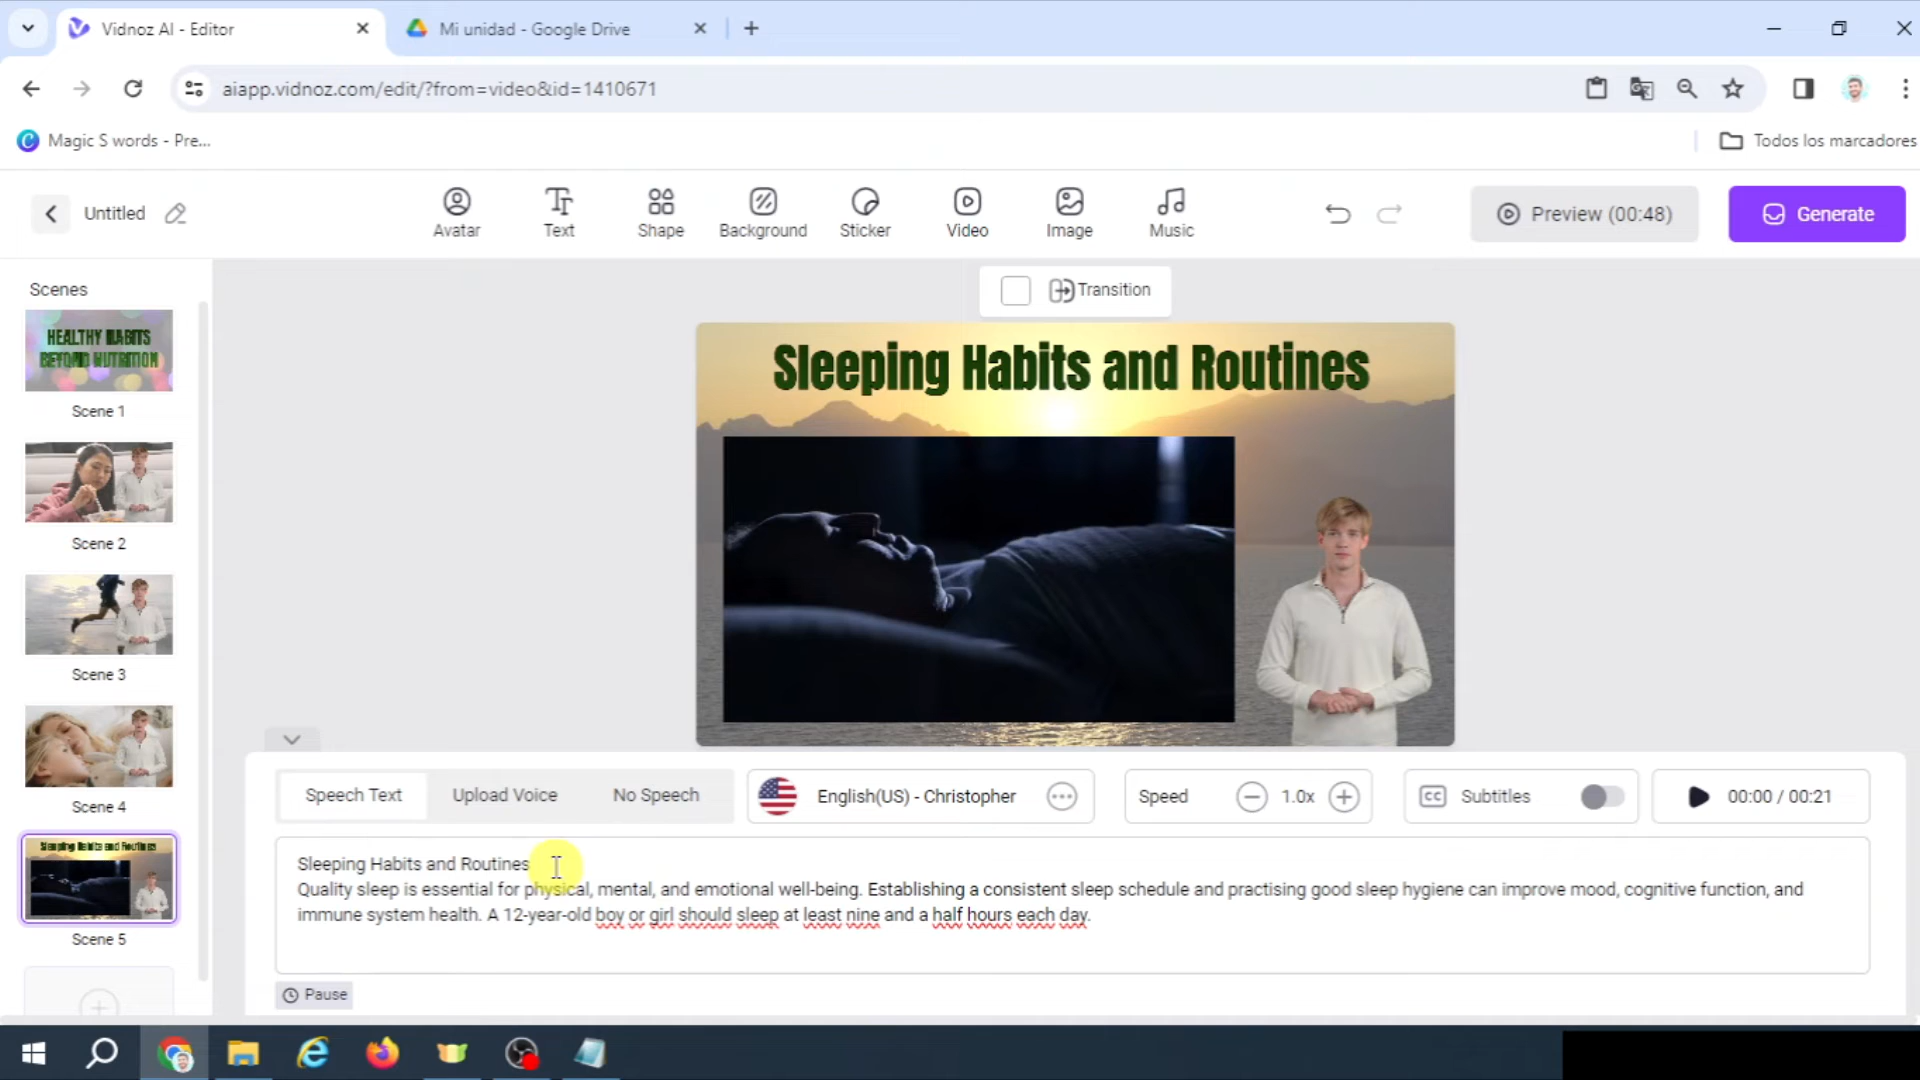 Vidnoz AI - Editor
Mi unidad - Google Drive
aiapp.vidnoz.com/edit/?from=video&id=1410671
Magic S words - Pre...
Todos los marcadores
Untitled
Avatar
Text
Shape
Background
Sticker
Video
Image
Music
Preview (00:48)
Generate
Scenes
Transition
HEALTHY HABITS
BEYOND NUTRITION
Scene 1
Scene 2
Scene 3
Scene 4
Sleeping Habits and Routines
Scene 5
Sleeping Habits and Routines
Speech Text
Upload Voice
No Speech
English(US) - Christopher
Speed
1.0x
CC
Subtitles
00:00 / 00:21
Sleeping Habits and Routines
Quality sleep is essential for physical, mental, and emotional well-being. Establishing a consistent sleep schedule and practising good sleep hygiene can improve mood, cognitive function, and
immune system health. A 12-year-old boy or girl should sleep at least nine and a half hours each day.
Pause